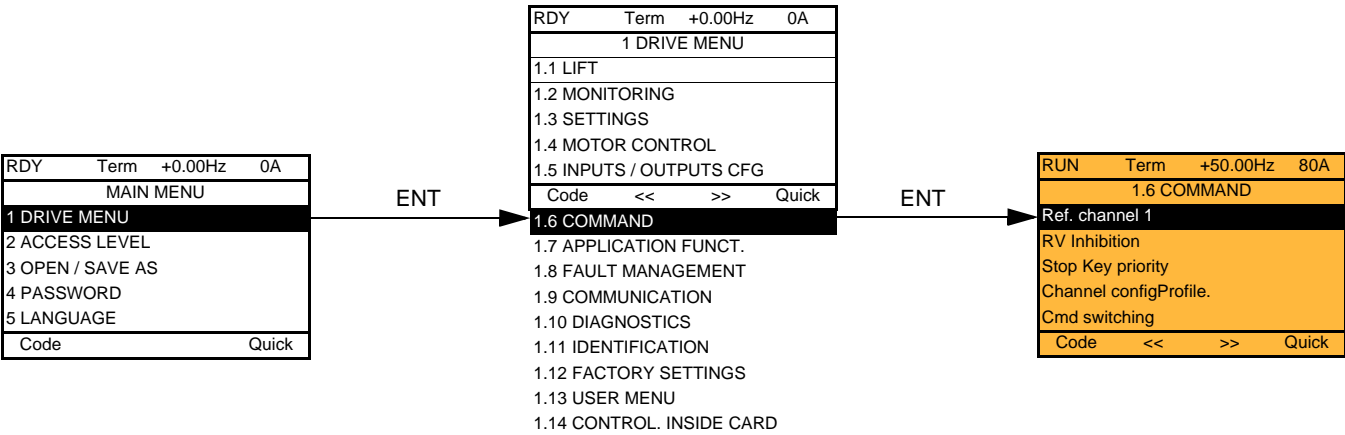 RDY Term +0.00Hz 0A
MAIN MENU
1 DRIVE MENU
2 ACCESS LEVEL
3 OPEN / SAVE AS
4 PASSWORD
5 LANGUAGE
Code Quick
ENT
RDY Term +0.00Hz 0A
1 DRIVE MENU
1.1 LIFT
1.2 MONITORING
1.3 SETTINGS
1.4 MOTOR CONTROL
1.5 INPUTS / OUTPUTS CFG
Code << >> Quick
1.6 COMMAND
1.7 APPLICATION FUNCT.
1.8 FAULT MANAGEMENT
1.9 COMMUNICATION
1.10 DIAGNOSTICS
1.11 IDENTIFICATION
1.12 FACTORY SETTINGS
1.13 USER MENU
1.14 CONTROL. INSIDE CARD
ENT
RUN Term +50.00Hz 80A
1.6 COMMAND
Ref. channel 1
RV Inhibition
Stop Key priority
Channel configProfile.
Cmd switching
Code << >> Quick